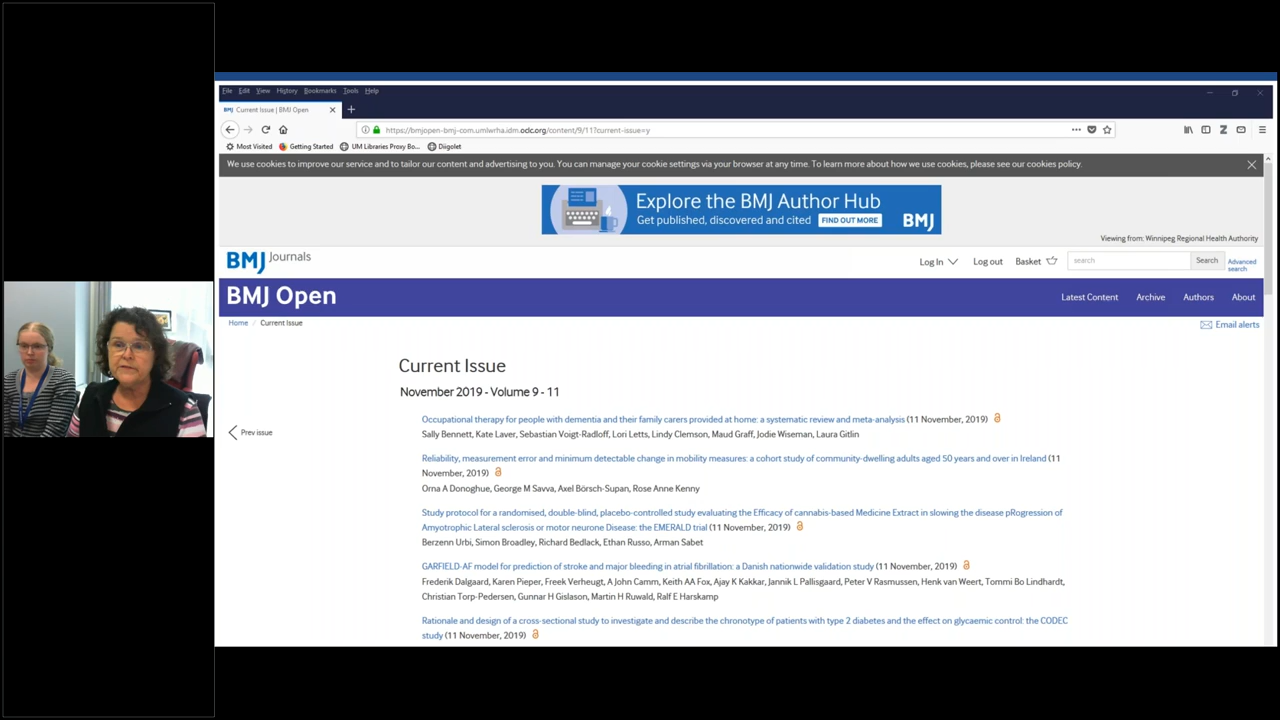 File Edit View History Bookmarks Tools Help
BMJ Current Issue | BMJ Open
https://bmjopen-bmj-com.umlwrha.idm.oclc.org/content/9/11?current-issue=y
Most Visited Getting Started UM Libraries Proxy Bo... Diigolet
We use cookies to improve our service and to tailor our content and advertising to you. You can manage your cookie settings via your browser at any time. To learn more about how we use cookies, please see our cookies policy.
Explore the BMJ Author Hub
Get published, discovered and cited FIND OUT MORE BMJ
Viewing from: Winnipeg Regional Health Authority
BMJ Journals
Log In Log out Basket search Search Advanced search
BMJ Open
Latest Content Archive Authors About
Home / Current Issue
Email alerts
Current Issue
November 2019 - Volume 9 - 11
Prev issue
Occupational therapy for people with dementia and their family carers provided at home: a systematic review and meta-analysis (11 November, 2019)
Sally Bennett, Kate Laver, Sebastian Voigt-Radloff, Lori Letts, Lindy Clemson, Maud Graff, Jodie Wiseman, Laura Gitlin
Reliability, measurement error and minimum detectable change in mobility measures: a cohort study of community-dwelling adults aged 50 years and over in Ireland (11
November, 2019)
Orna A Donoghue, George M Savva, Axel Börsch-Supan, Rose Anne Kenny
Study protocol for a randomised, double-blind, placebo-controlled study evaluating the Efficacy of cannabis-based Medicine Extract in slowing the disease pRogression of
Amyotrophic Lateral sclerosis or motor neurone Disease: the EMERALD trial (11 November, 2019)
Berzenn Urbi, Simon Broadley, Richard Bedlack, Ethan Russo, Arman Sabet
GARFIELD-AF model for prediction of stroke and major bleeding in atrial fibrillation: a Danish nationwide validation study (11 November, 2019)
Frederik Dalgaard, Karen Pieper, Freek Verheugt, A John Camm, Keith AA Fox, Ajay K Kakkar, Jannik L Pallisgaard, Peter V Rasmussen, Henk van Weert, Tommi Bo Lindhardt,
Christian Torp-Pedersen, Gunnar H Gislason, Martin H Ruwald, Ralf E Harskamp
Rationale and design of a cross-sectional study to investigate and describe the chronotype of patients with type 2 diabetes and the effect on glycaemic control: the CODEC
study (11 November, 2019)